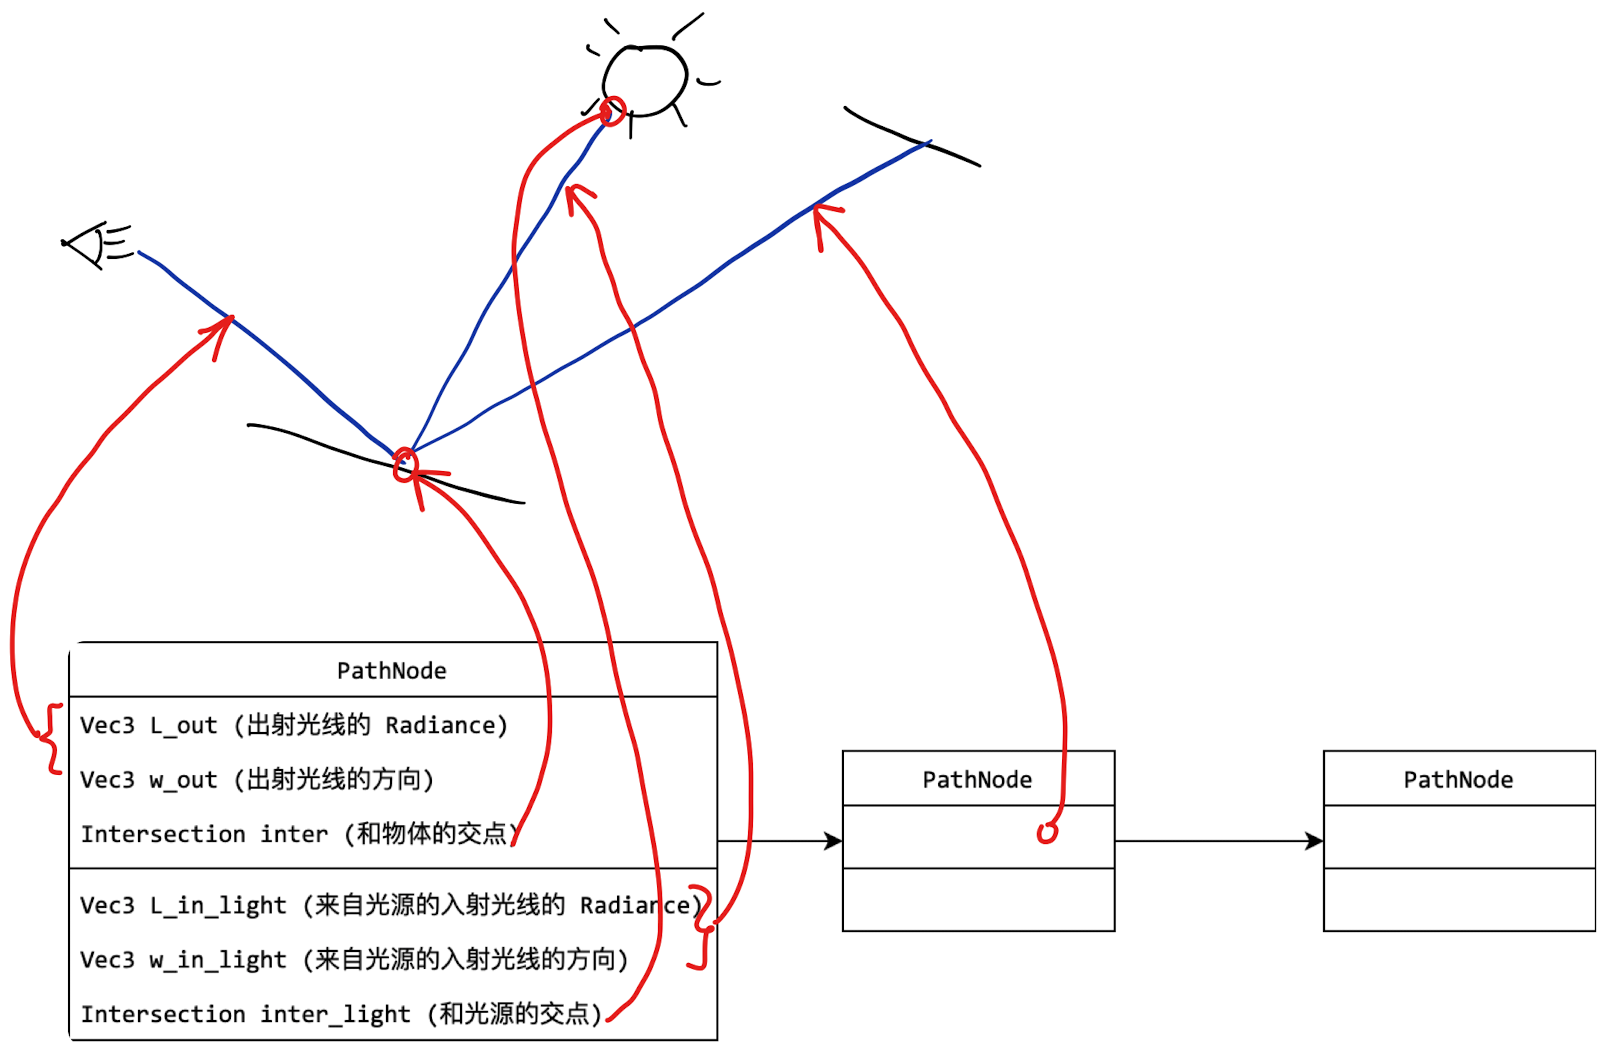 PathNode
Vec3 L_out (出射光线的 Radiance)
Vec3 w_out (出射光线的方向)
Intersection inter (和物体的交点)
Vec3 L_in_light (来自光源的入射光线的 Radiance)
Vec3 w_in_light (来自光源的入射光线的方向)
Intersection inter_light (和光源的交点)
PathNode
PathNode